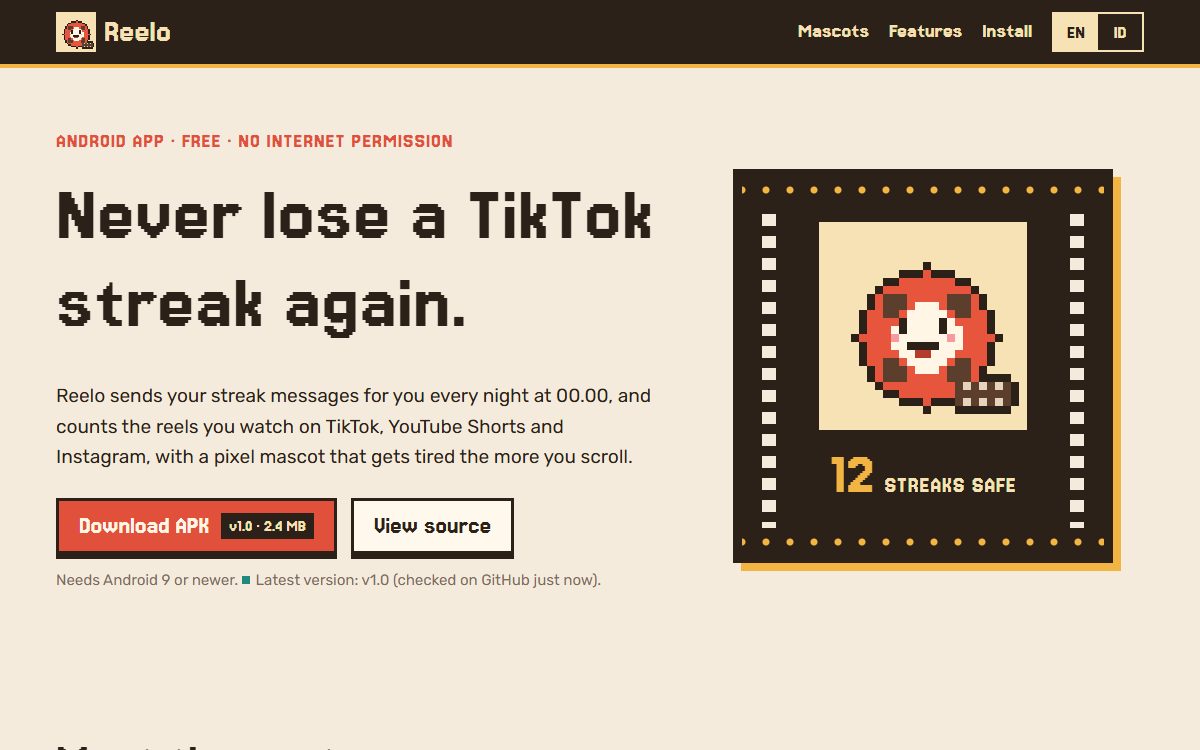 Reelo
Mascots Features Install EN ID
ANDROID APP · FREE · NO INTERNET PERMISSION
Never lose a TikTok
streak again.
Reelo sends your streak messages for you every night at 00.00, and
counts the reels you watch on TikTok, YouTube Shorts and
Instagram, with a pixel mascot that gets tired the more you scroll.
Download APK v1.0 · 2.4 MB View source
Needs Android 9 or newer. Latest version: v1.0 (checked on GitHub just now).
12 STREAKS SAFE